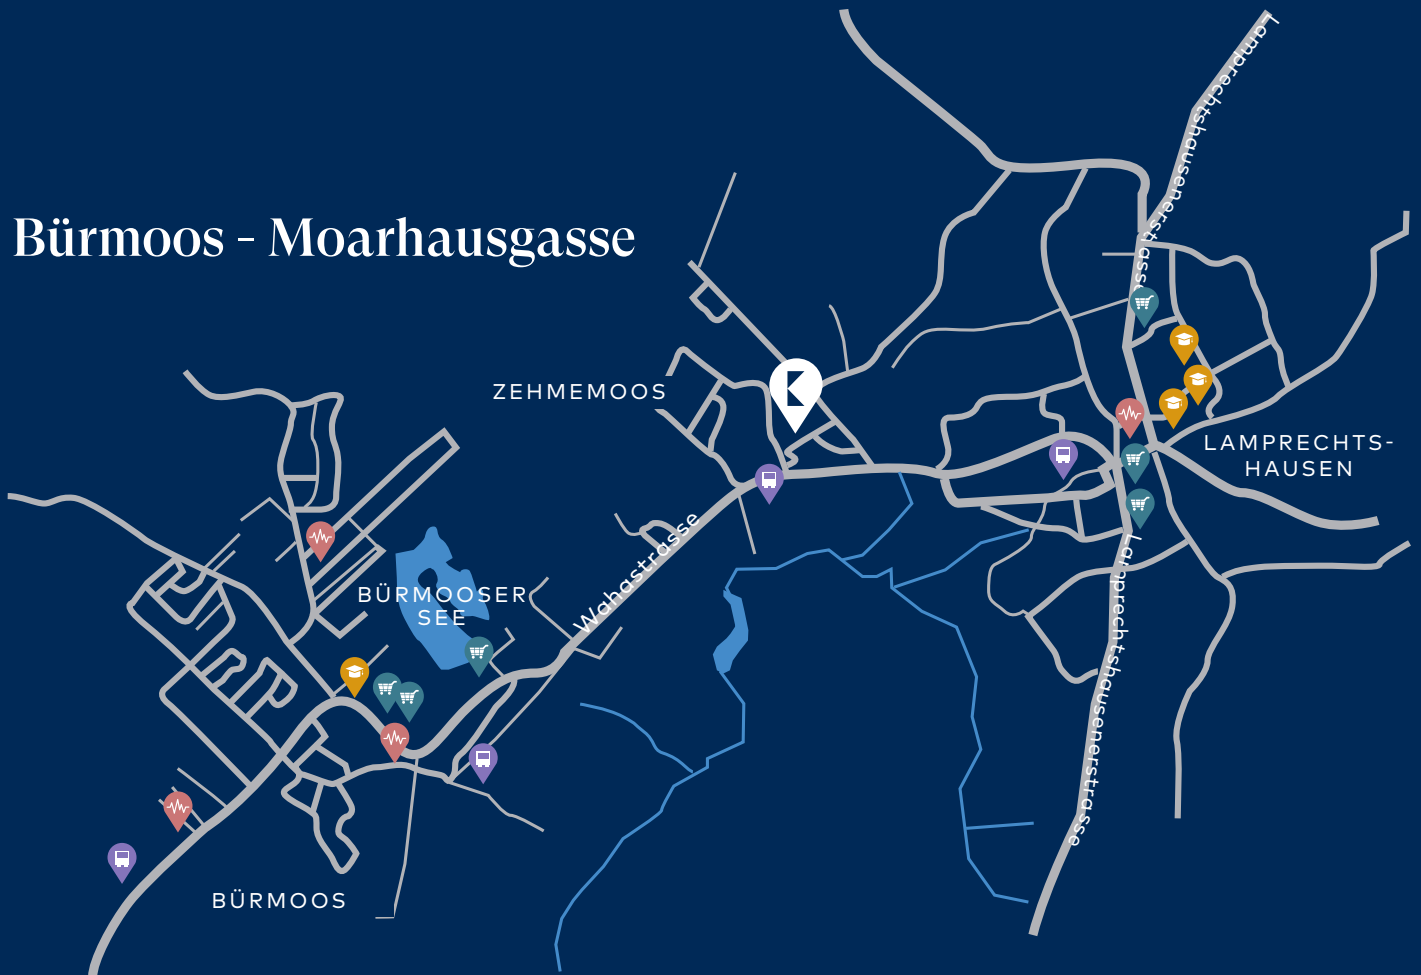 Lamprechtshausenerstrasse
Bürmoos - Moarhausgasse
ZEHMEMOOS
K
LAMPRECHTS-
HAUSEN
Wahastrasse
BÜRMOOSER
SEE
Lamprechtshausenerstrasse
BÜRMOOS